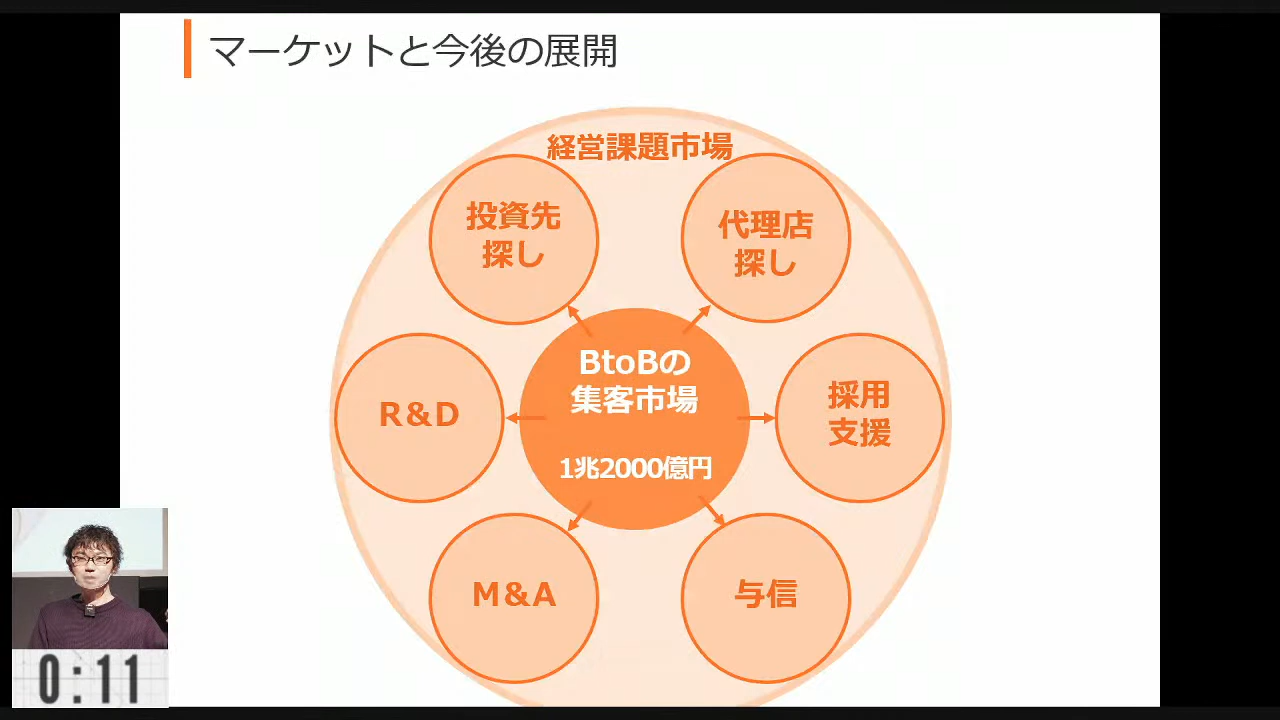 マーケットと今後の展開
経営課題市場
投資先
探し
代理店
探し
BtoBの
集客市場
1兆2000億円
R&D
採用
支援
M&A
与信
0:11